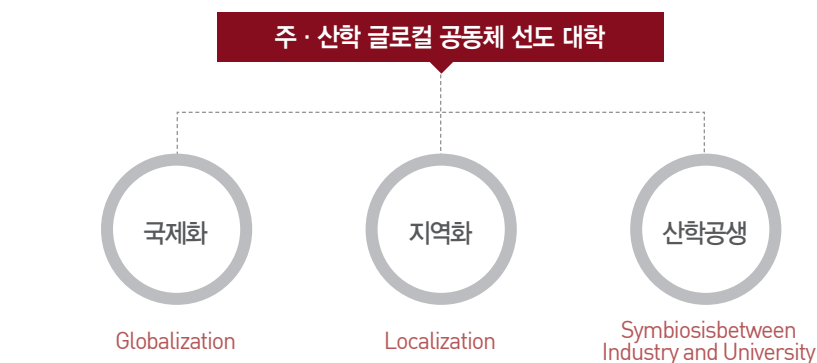 주 · 산학 글로컬 공동체 선도 대학
국제화
지역화
산학공생
Globalization
Localization
Symbiosisbetween
Industry and University